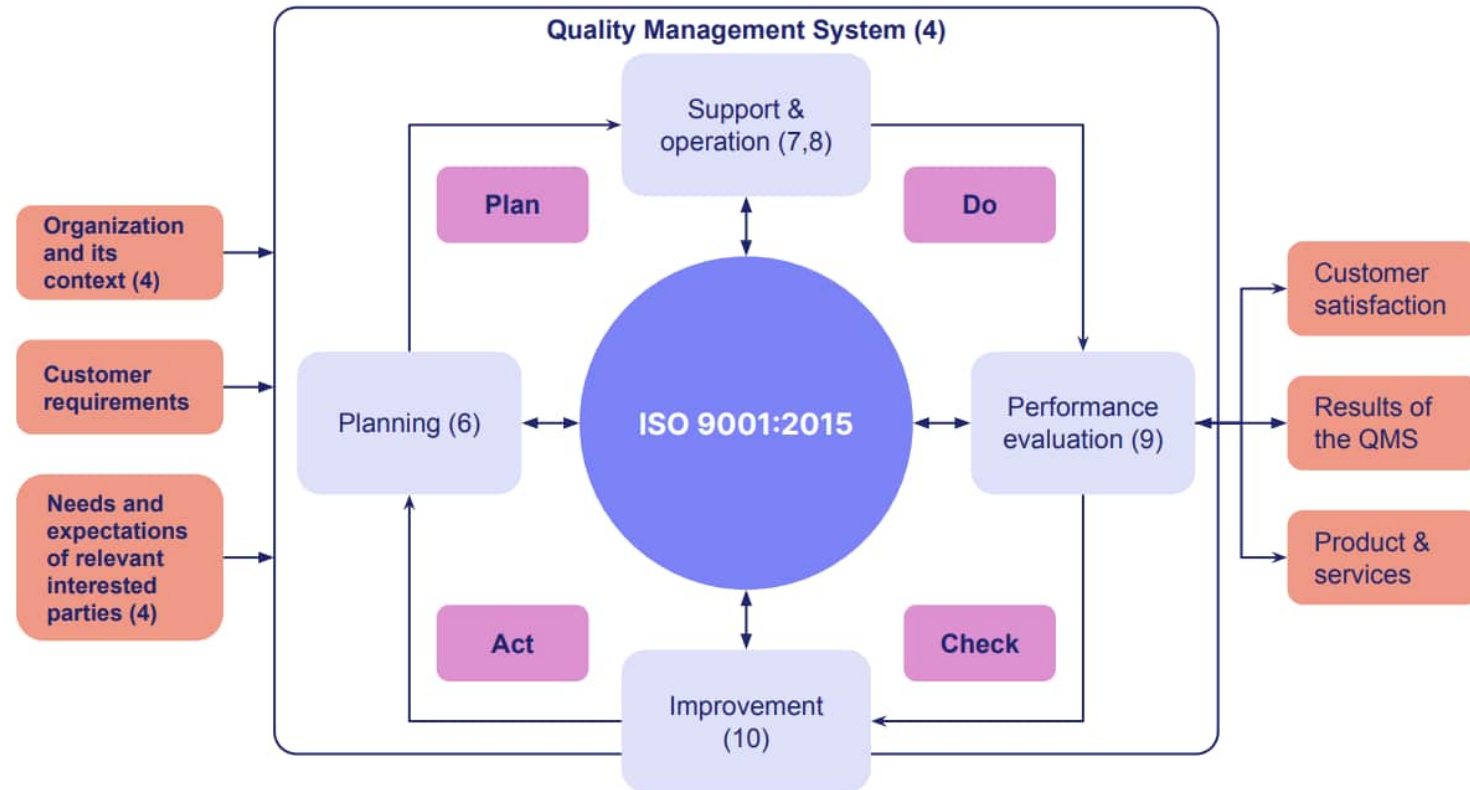 Quality Management System (4)
Support &
operation (7,8)
Plan
Do
Organization
and its
context (4)
Customer
requirements
Needs and
expectations
of relevant
interested
parties (4)
Planning (6)
ISO 9001:2015
Performance
evaluation (9)
Customer
satisfaction
Results of
the QMS
Product &
services
Act
Check
Improvement
(10)